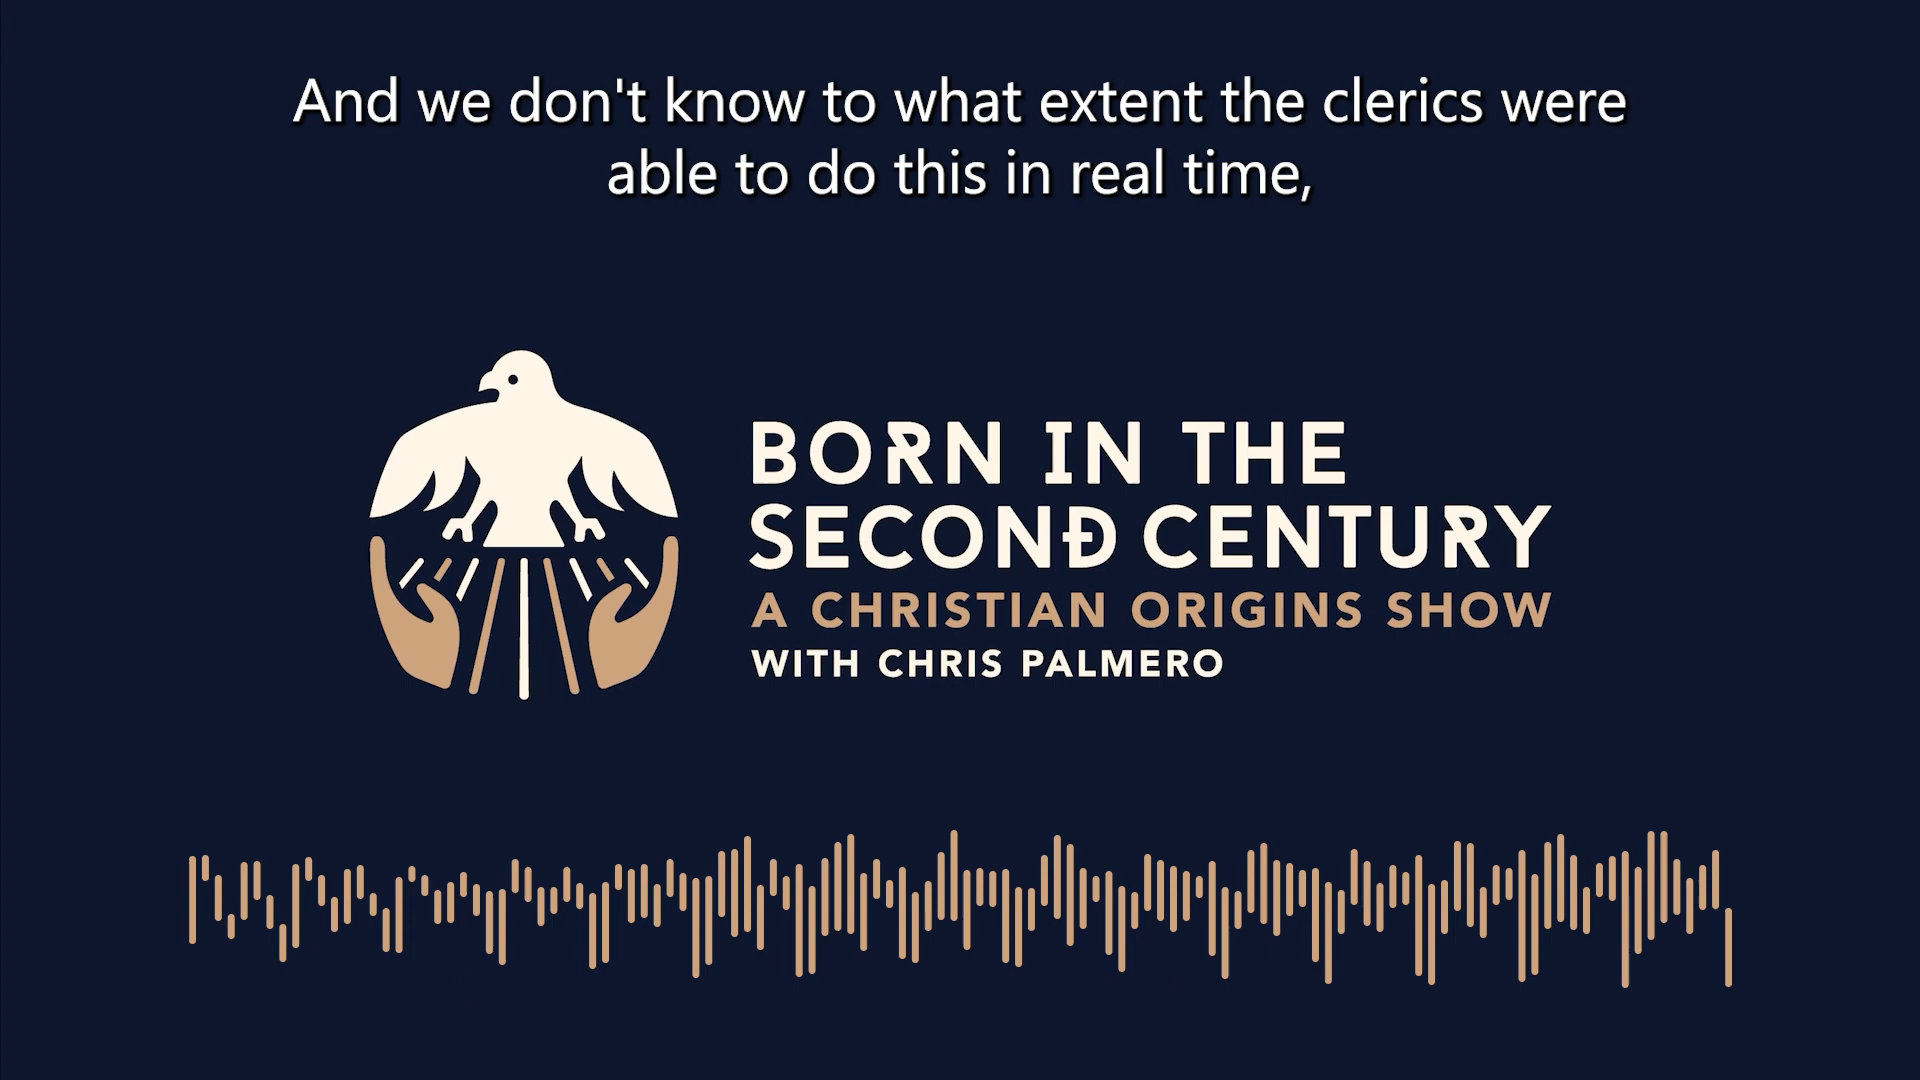 And we don't know to what extent the clerics were
able to do this in real time,
BORN IN THE
SECOND CENTURY
A CHRISTIAN ORIGINS SHOW
WITH CHRIS PALMERO